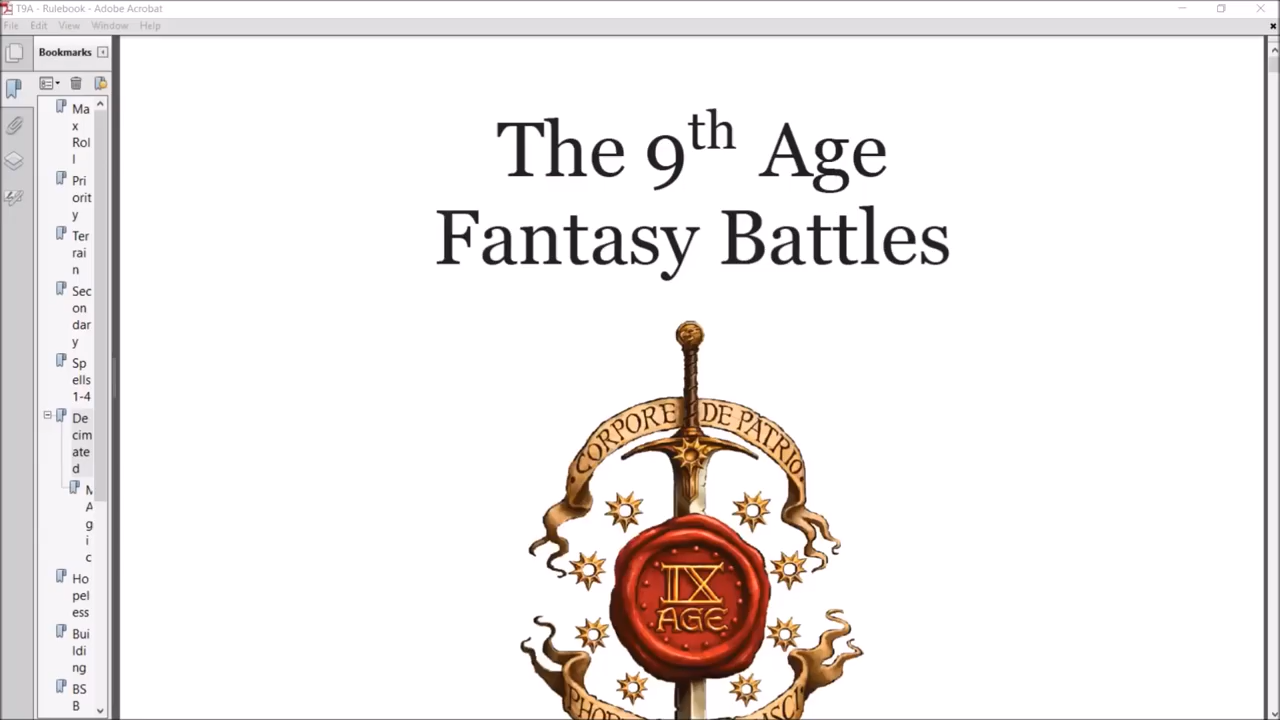 T9A - Rulebook - Adobe Acrobat
File Edit View Window Help
Bookmarks
Ma
x
Rol
l
Pri
orit
y
Ter
rai
n
Sec
on
dar
y
Sp
ells
1-4
De
cim
ate
d
M
A
g
i
c
Ho
pel
ess
Bui
ldi
ng
BS
B
The 9th Age
Fantasy Battles
CORPORE DE PATRIO
IX
AGE